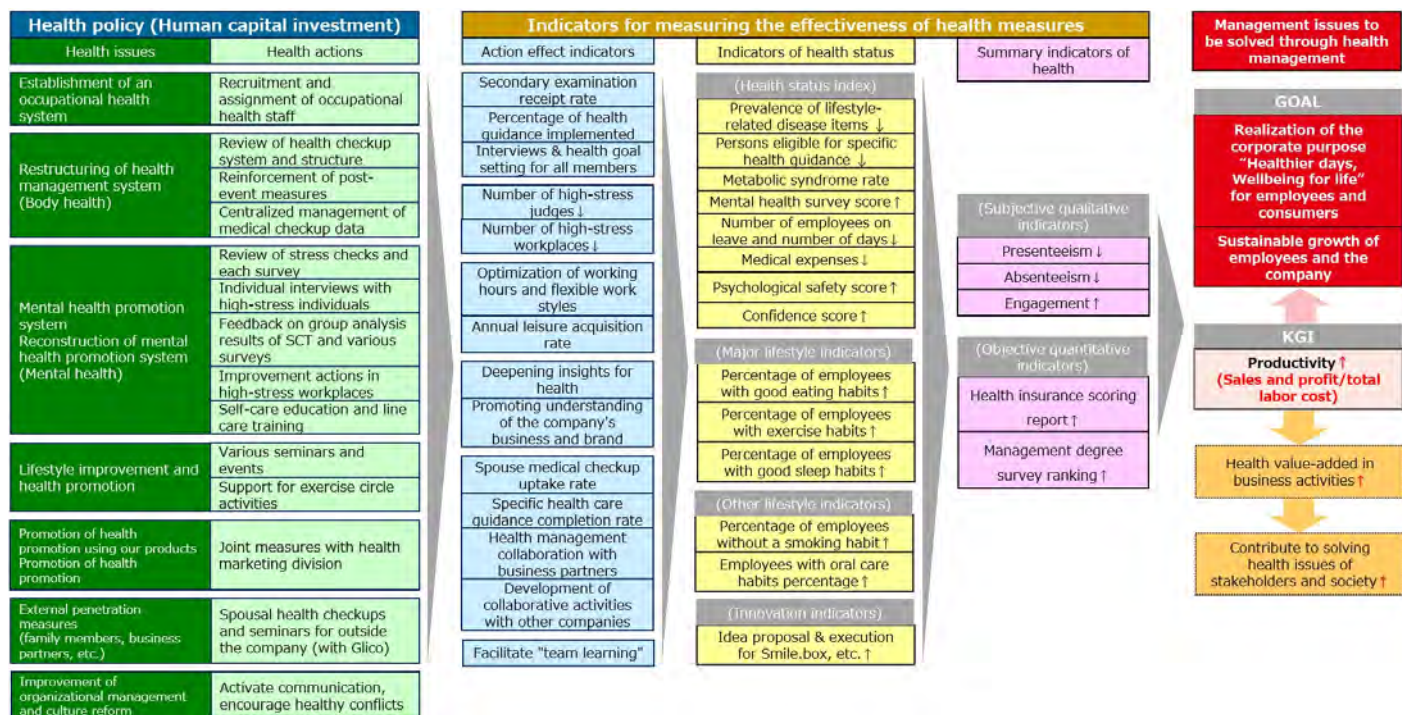 Health policy (Human capital investment)
Health issues
Health actions
Establishment of an
occupational health
system
Recruitment and
assignment of occupational
health staff
Restructuring of health
management system
(Body health)
Review of health checkup
system and structure
Reinforcement of post-
event measures
Centralized management of
medical checkup data
Mental health promotion
system
Reconstruction of mental
health promotion system
(Mental health)
Review of stress checks and
each survey
Individual interviews with
high-stress individuals
Feedback on group analysis
results of SCT and various
surveys
Improvement actions in
high-stress workplaces
Self-care education and line
care training
Lifestyle improvement and
health promotion
Various seminars and
events
Support for exercise circle
activities
Promotion of health
promotion using our products
Promotion of health
promotion
Joint measures with health
marketing division
External penetration
measures
(family members, business
partners, etc.)
Spousal health checkups
and seminars for outside
the company (with Glico)
Improvement of
organizational management
and culture reform
Activate communication,
encourage healthy conflicts
Indicators for measuring the effectiveness of health measures
Action effect indicators
Secondary examination
receipt rate
Percentage of health
guidance implemented
Interviews & health goal
setting for all members
Number of high-stress
judges ↓
Number of high-stress
workplaces ↓
Optimization of working
hours and flexible work
styles
Annual leisure acquisition
rate
Deepening insights for
health
Promoting understanding
of the company's
business and brand
Spouse medical checkup
uptake rate
Specific health care
guidance completion rate
Health management
collaboration with
business partners
Development of
collaborative activities
with other companies
Facilitate "team learning"
Indicators of health status
(Health status index)
Prevalence of lifestyle-
related disease items ↓
Persons eligible for specific
health guidance ↓
Metabolic syndrome rate
Mental health survey score ↑
Number of employees on
leave and number of days ↓
Medical expenses ↓
Psychological safety score ↑
Confidence score ↑
(Major lifestyle indicators)
Percentage of employees
with good eating habits ↑
Percentage of employees
with exercise habits ↑
Percentage of employees
with good sleep habits ↑
(Other lifestyle indicators)
Percentage of employees
without a smoking habit ↑
Employees with oral care
habits percentage ↑
(Innovation indicators)
Idea proposal & execution
for Smile.box, etc. ↑
Summary indicators of
health
(Subjective qualitative
indicators)
Presenteeism ↓
Absenteeism ↓
Engagement ↑
(Objective quantitative
indicators)
Health insurance scoring
report ↑
Management degree
survey ranking ↑
Management issues to
be solved through health
management
GOAL
Realization of the
corporate purpose
"Healthier days,
Wellbeing for life"
for employees and
consumers
Sustainable growth of
employees and the
company
KGI
Productivity ↑
(Sales and profit/total
labor cost)
Health value-added in
business activities ↑
Contribute to solving
health issues of
stakeholders and society ↑